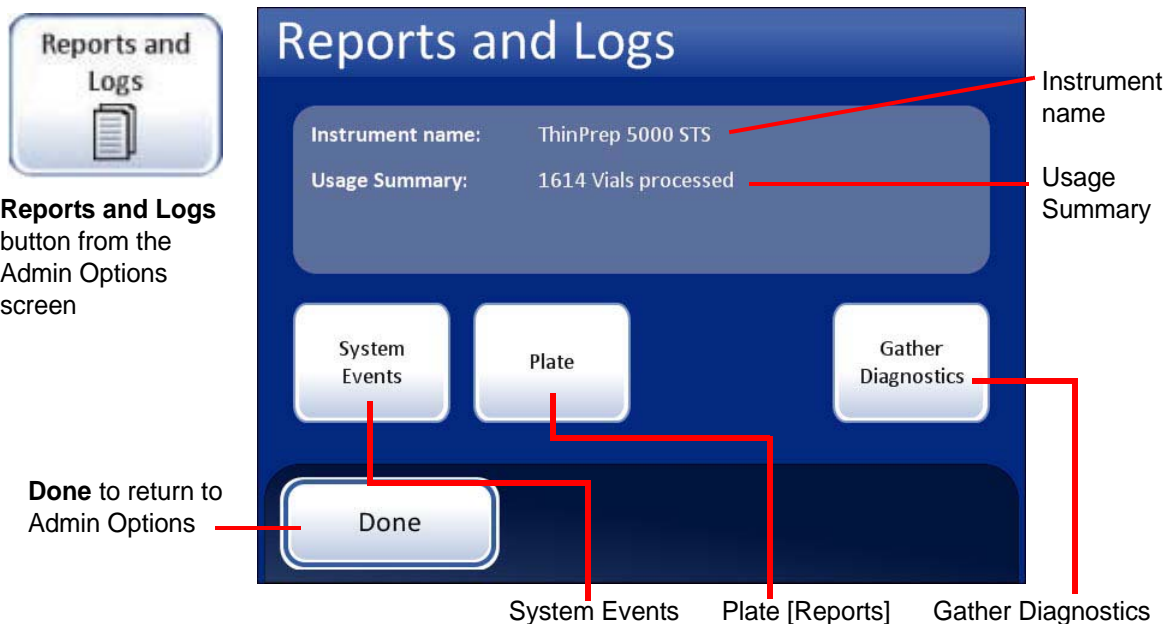 Reports and
Logs
Reports and Logs
button from the
Admin Options
screen
Reports and Logs
Instrument name: ThinPrep 5000 STS
Usage Summary: 1614 Vials processed
Instrument
name
Usage
Summary
System
Events
Plate
Gather
Diagnostics
Done to return to
Admin Options
Done
System Events
Plate [Reports]
Gather Diagnostics